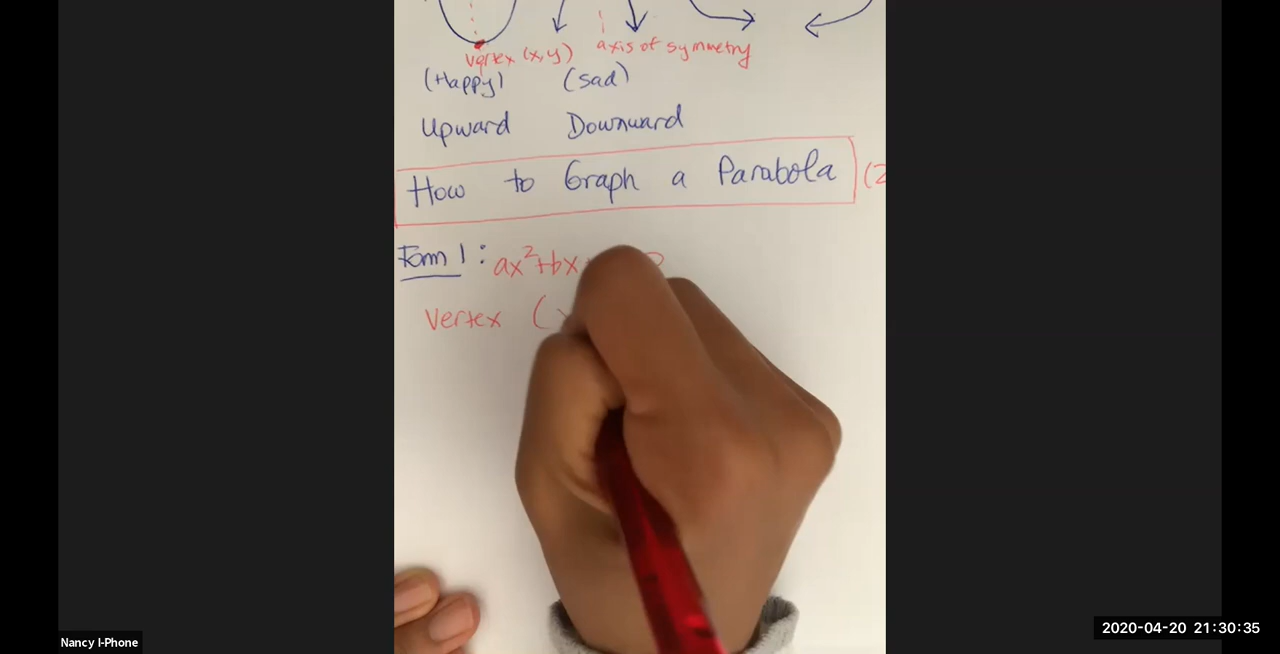 vertex (x,y) axis of symmetry
(Happy) (sad)
Upward Downward
How to Graph a Parabola (2
Form 1: ax²+bx
Vertex (
Nancy I-Phone
2020-04-20 21:30:35